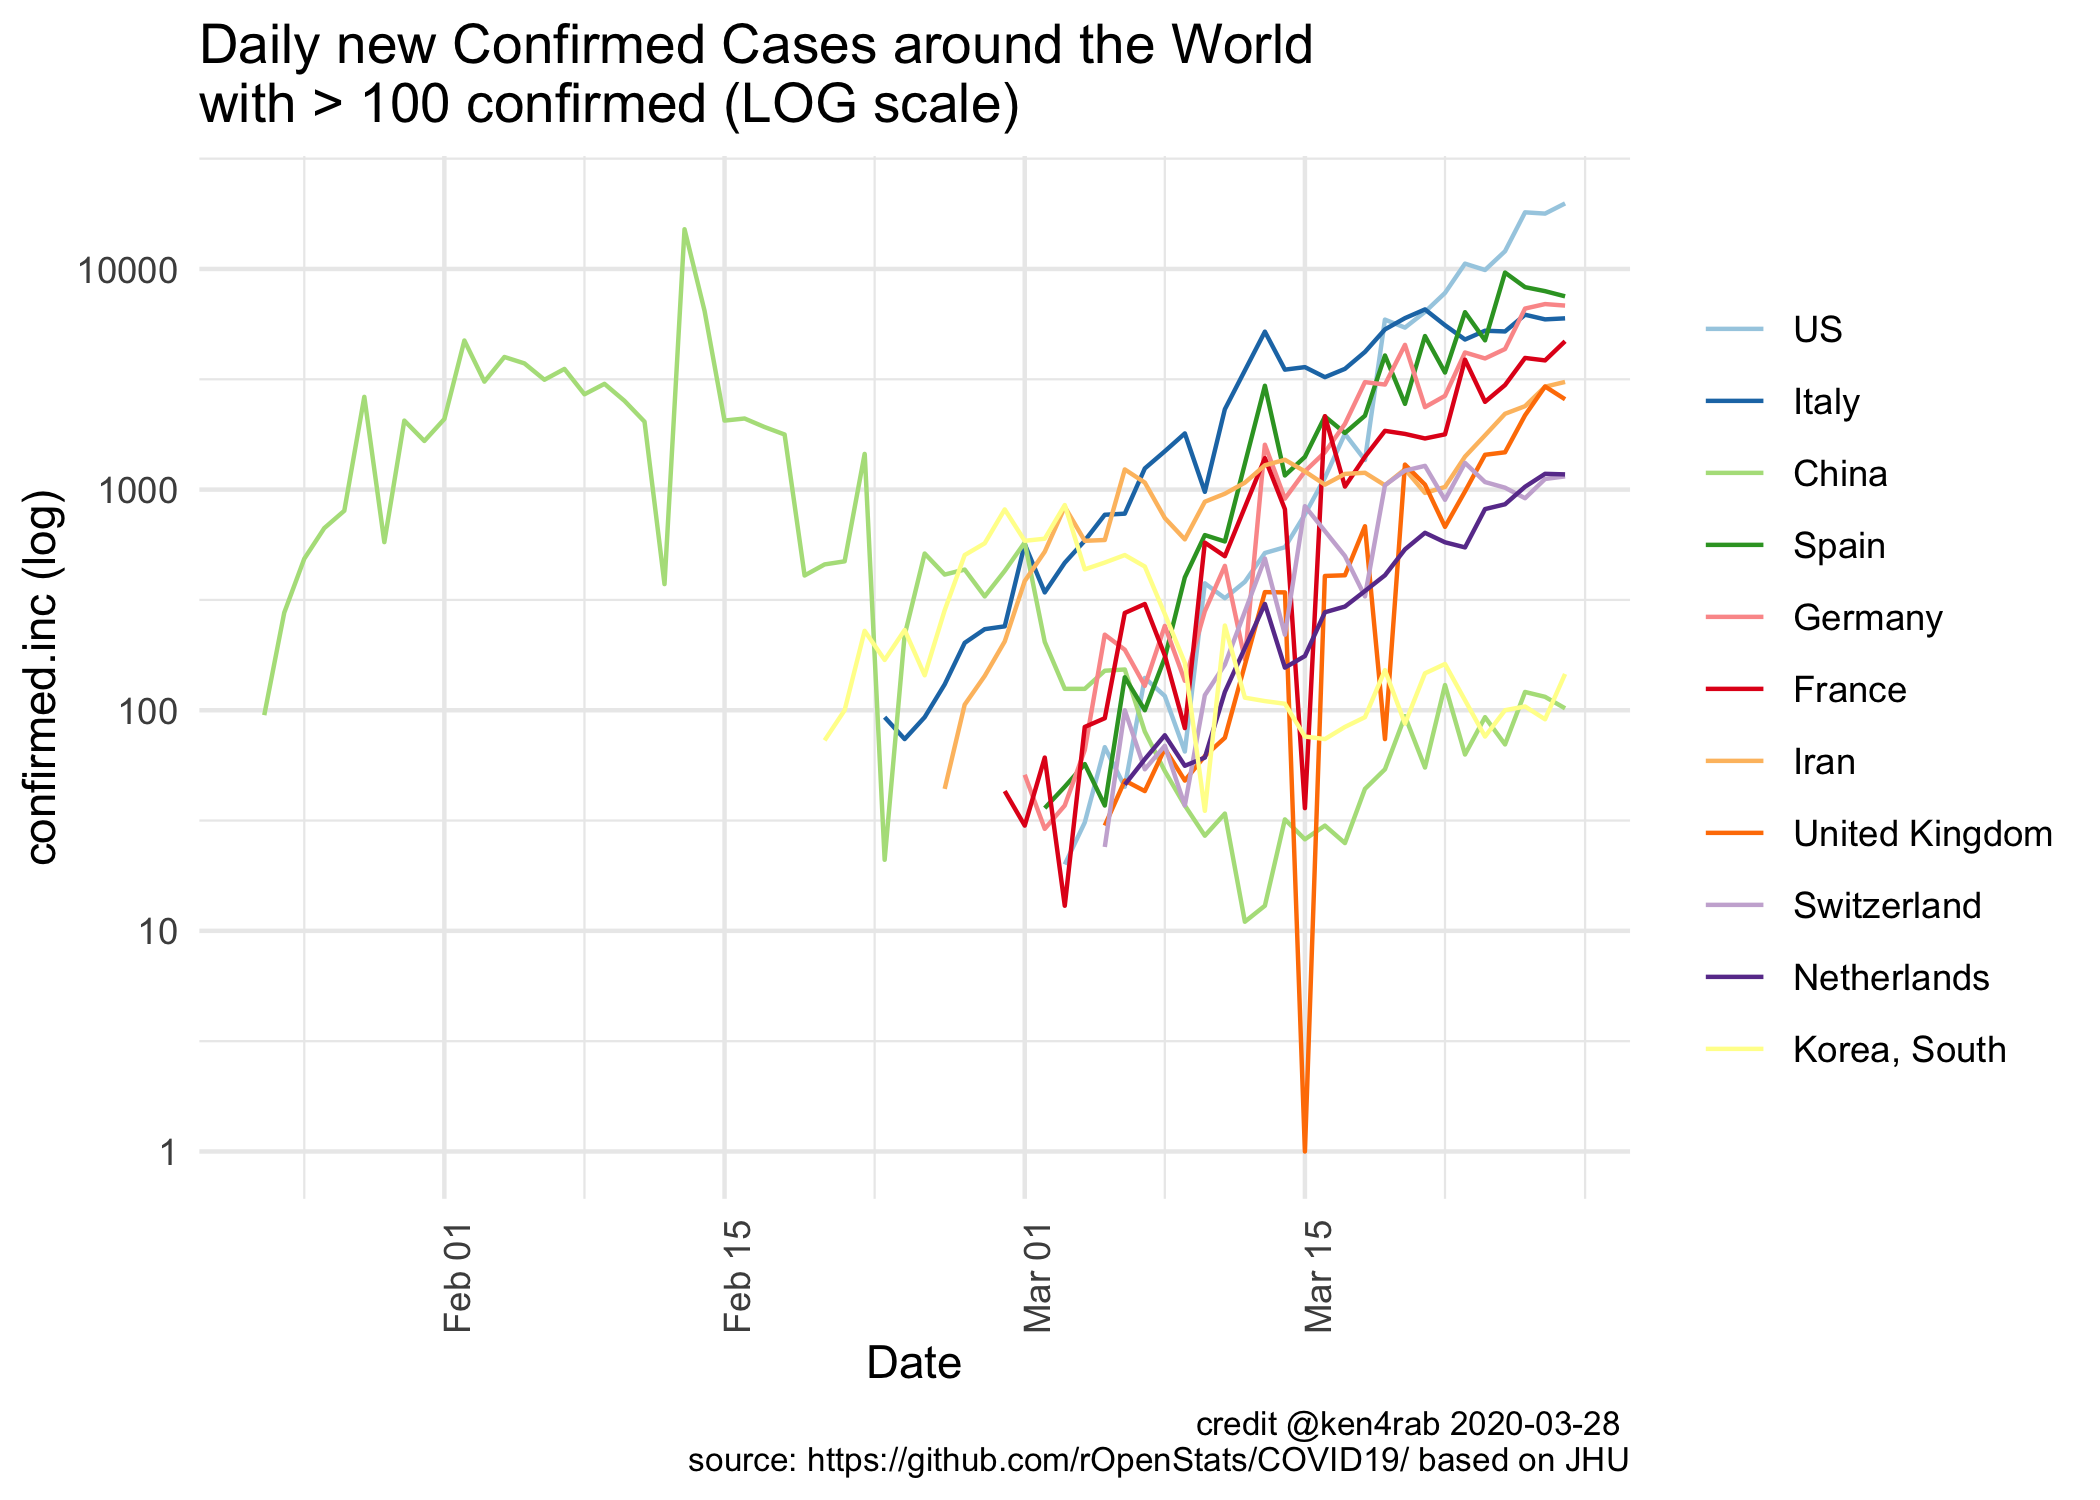 Daily new Confirmed Cases around the World
with > 100 confirmed (LOG scale)
confirmed.inc (log)
10000
1000
100
10
1
Feb 01
Feb 15
Mar 01
Mar 15
Date
US
Italy
China
Spain
Germany
France
Iran
United Kingdom
Switzerland
Netherlands
Korea, South
credit @ken4rab 2020-03-28
source: https://github.com/rOpenStats/COVID19/ based on JHU